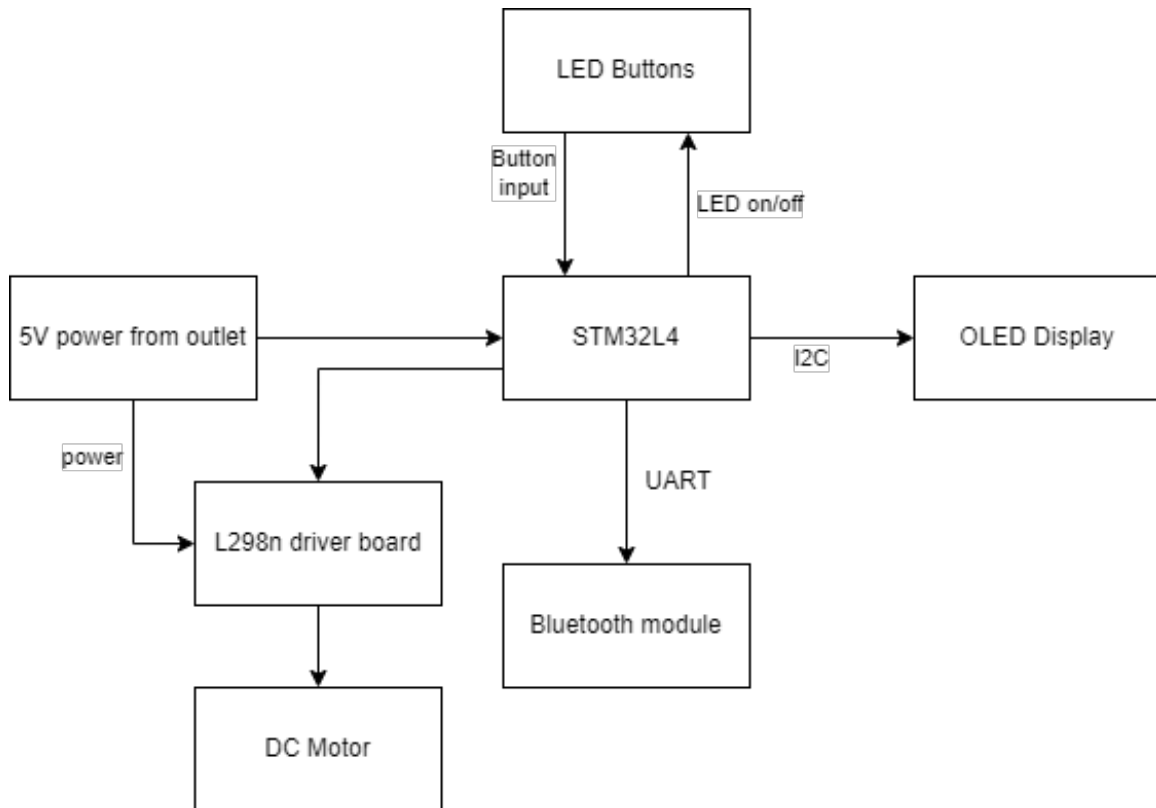 LED Buttons
Button
input
LED on/off
5V power from outlet
STM32L4
OLED Display
I2C
power
UART
L298n driver board
Bluetooth module
DC Motor